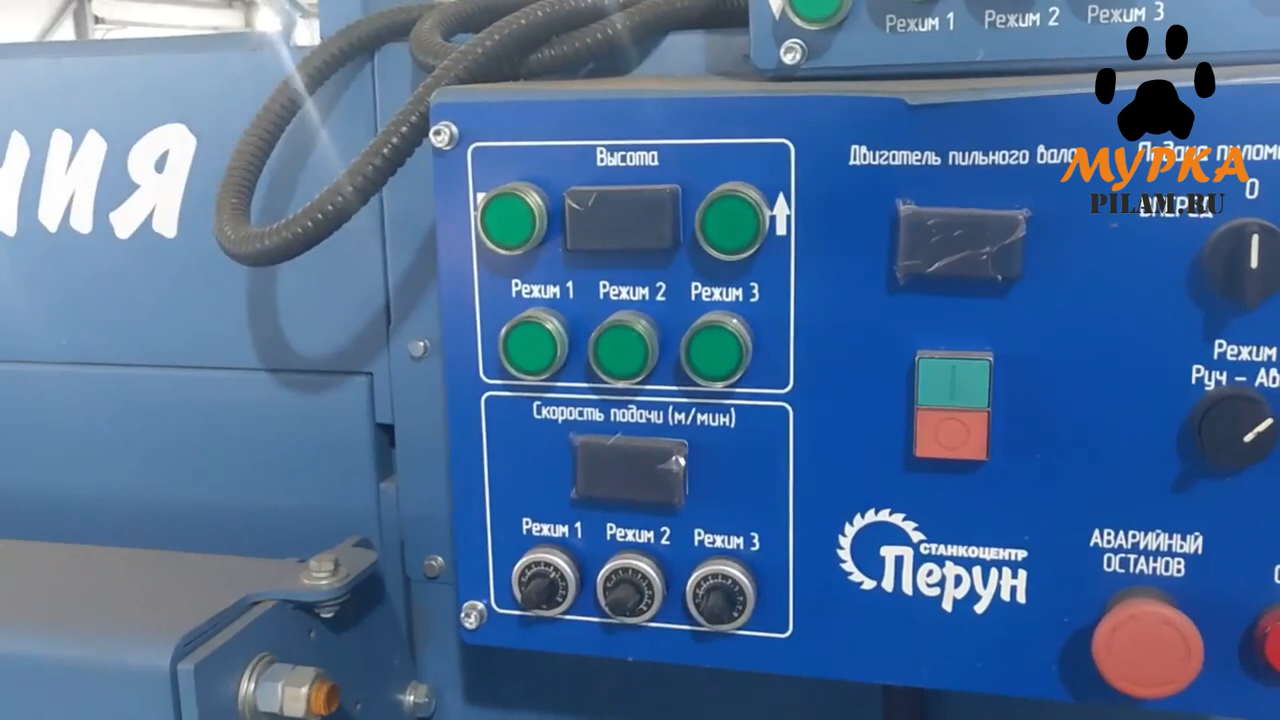 Режим 1 Режим 2 Режим 3
ния
Высота
Двигатель пильного вала
МУРКА
PILAM.RU
0
Режим 1 Режим 2 Режим 3
Режим
Руч - Ав
Скорость подачи (м/мин)
Режим 1 Режим 2 Режим 3
СТАНКОЦЕНТР
Перун
АВАРИЙНЫЙ
ОСТАНОВ